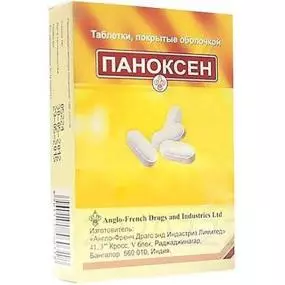 Таблетки, покрытые оболочкой
ПАНОКСЕН
Anglo-French Drugs and Industries Ltd
Изготовитель:
«Англо-Френч Драгс энд Индастриз Лимитед»
41, 3ий Кросс, V блок, Раджаджинагар,
Бангалор 560 010, Индия.